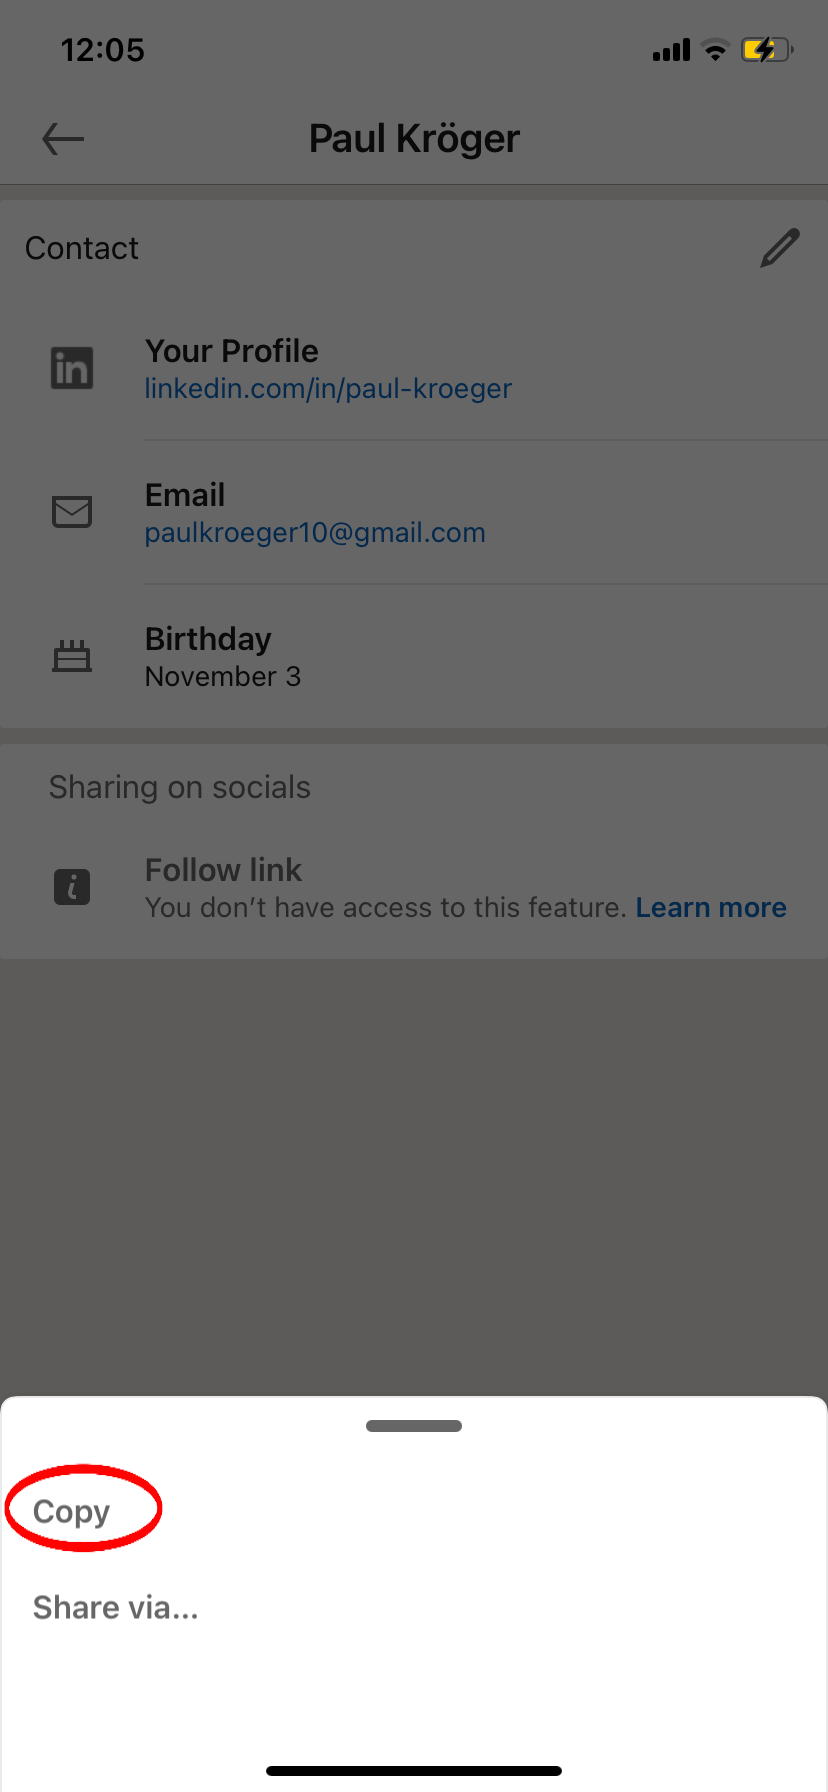 12:05
Paul Kröger
Contact
in
Your Profile
linkedin.com/in/paul-kroeger
Email
paulkroeger10@gmail.com
Birthday
November 3
Sharing on socials
i
Follow link
You don’t have access to this feature. Learn more
Copy
Share via...